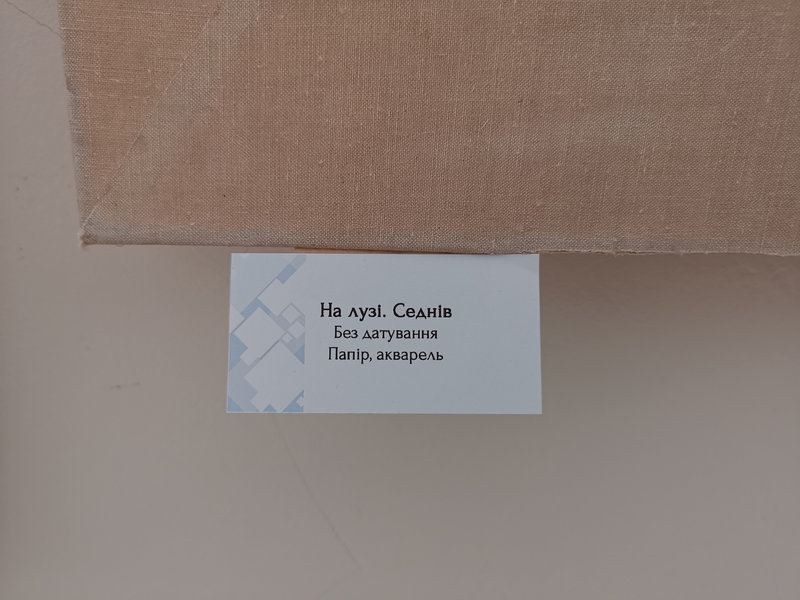 На лузі. Седнів
Без датування
Папір, акварель